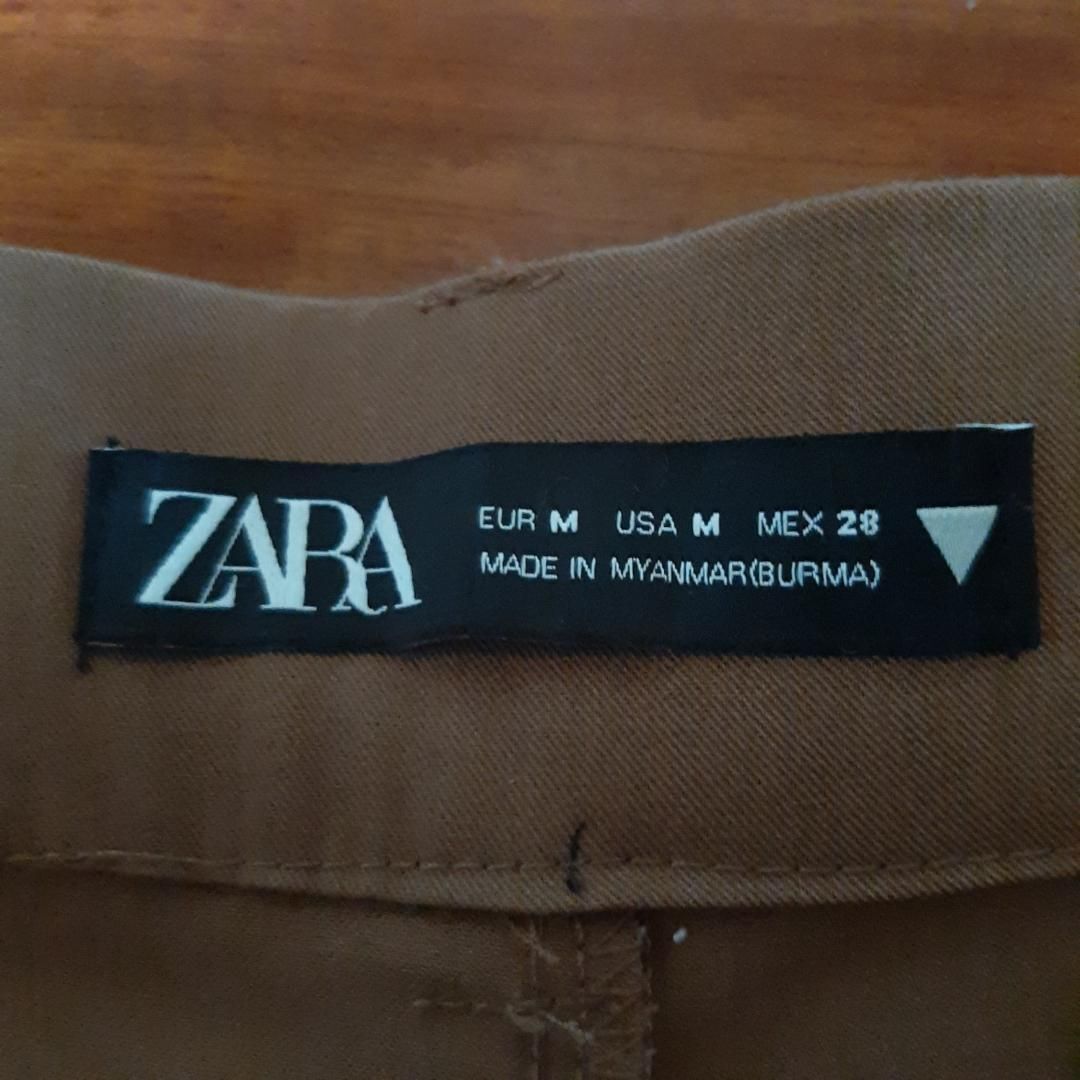 ZARA
EUR M USA M MEX 28
MADE IN MYANMAR(BURMA)